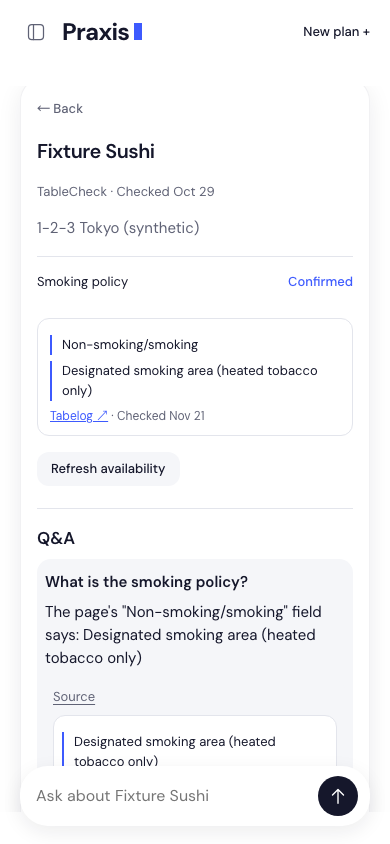 Praxis
New plan +
← Back
Fixture Sushi
TableCheck · Checked Oct 29
1-2-3 Tokyo (synthetic)
Smoking policy
Confirmed
Non-smoking/smoking
Designated smoking area (heated tobacco
only)
Tabelog ↗ · Checked Nov 21
Refresh availability
Q&A
What is the smoking policy?
The page's "Non-smoking/smoking" field
says: Designated smoking area (heated
tobacco only)
Source
Designated smoking area (heated
tobacco only)
Ask about Fixture Sushi